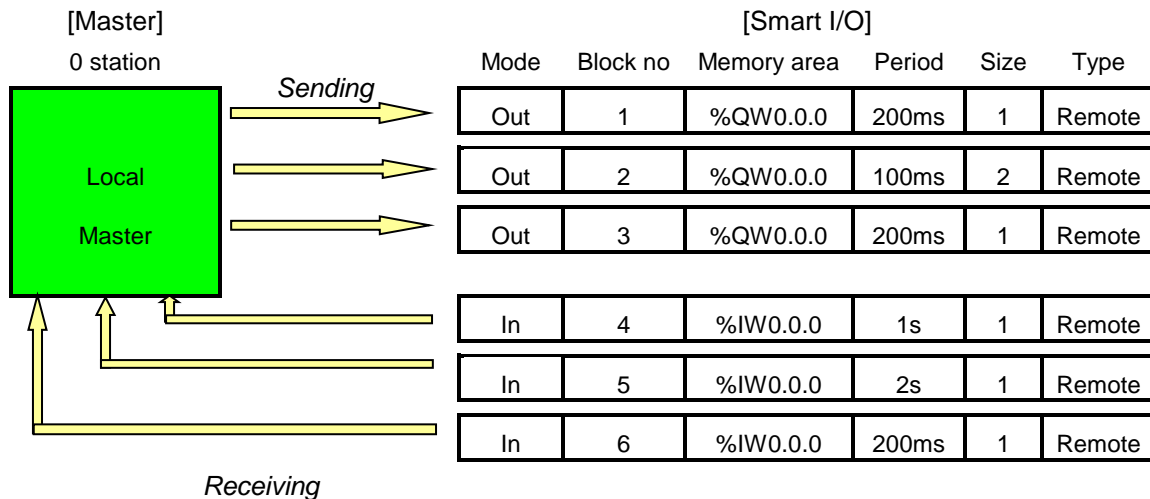 [Master]
[Smart I/O]
0 station
Mode Block no Memory area Period Size Type
Sending
Out 1 %QW0.0.0 200ms 1 Remote
Local
Out 2 %QW0.0.0 100ms 2 Remote
Master
Out 3 %QW0.0.0 200ms 1 Remote
In 4 %IW0.0.0 1s 1 Remote
In 5 %IW0.0.0 2s 1 Remote
In 6 %IW0.0.0 200ms 1 Remote
Receiving